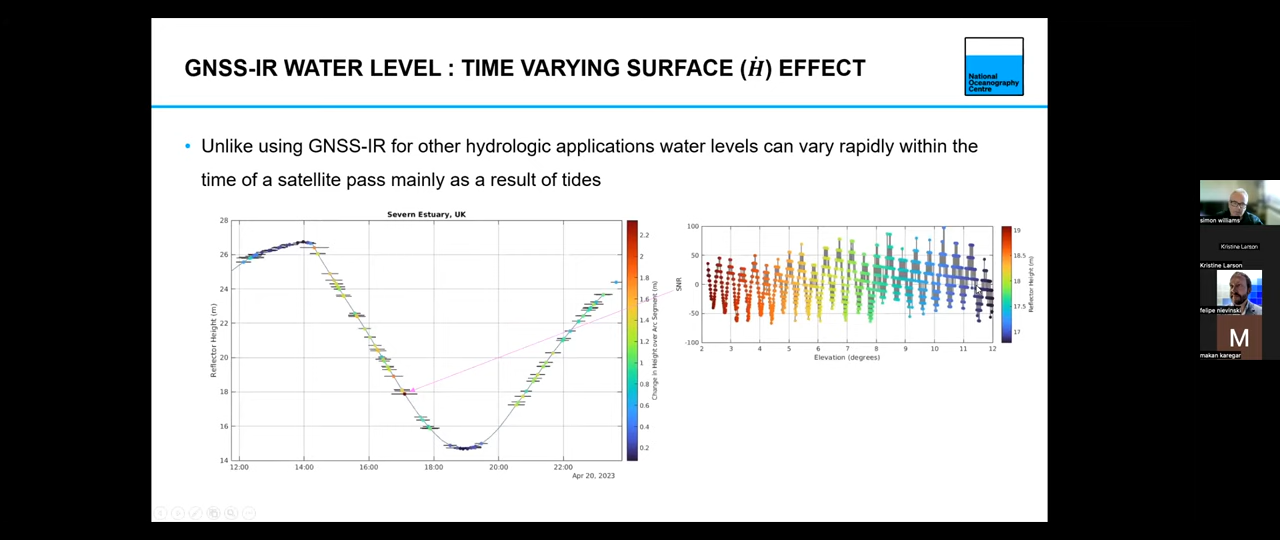 GNSS-IR WATER LEVEL : TIME VARYING SURFACE (Ḣ) EFFECT
National
Oceanography
Centre
• Unlike using GNSS-IR for other hydrologic applications water levels can vary rapidly within the
time of a satellite pass mainly as a result of tides
Severn Estuary, UK
Reflector Height (m)
28
26
24
22
20
18
16
14
12:00
14:00
16:00
18:00
20:00
22:00
Apr 20, 2023
2.2
2
1.8
1.6
1.4
1.2
1
0.8
0.6
0.4
0.2
Change in Height over Arc Segment (m)
SNR
100
50
0
-50
-100
2
3
4
5
6
7
8
9
10
11
12
Elevation (degrees)
19
18.5
18
17.5
17
Reflector Height (m)
simon williams
Kristine Larson
Kristine Larson
felipe nievinski
M
makan karegar